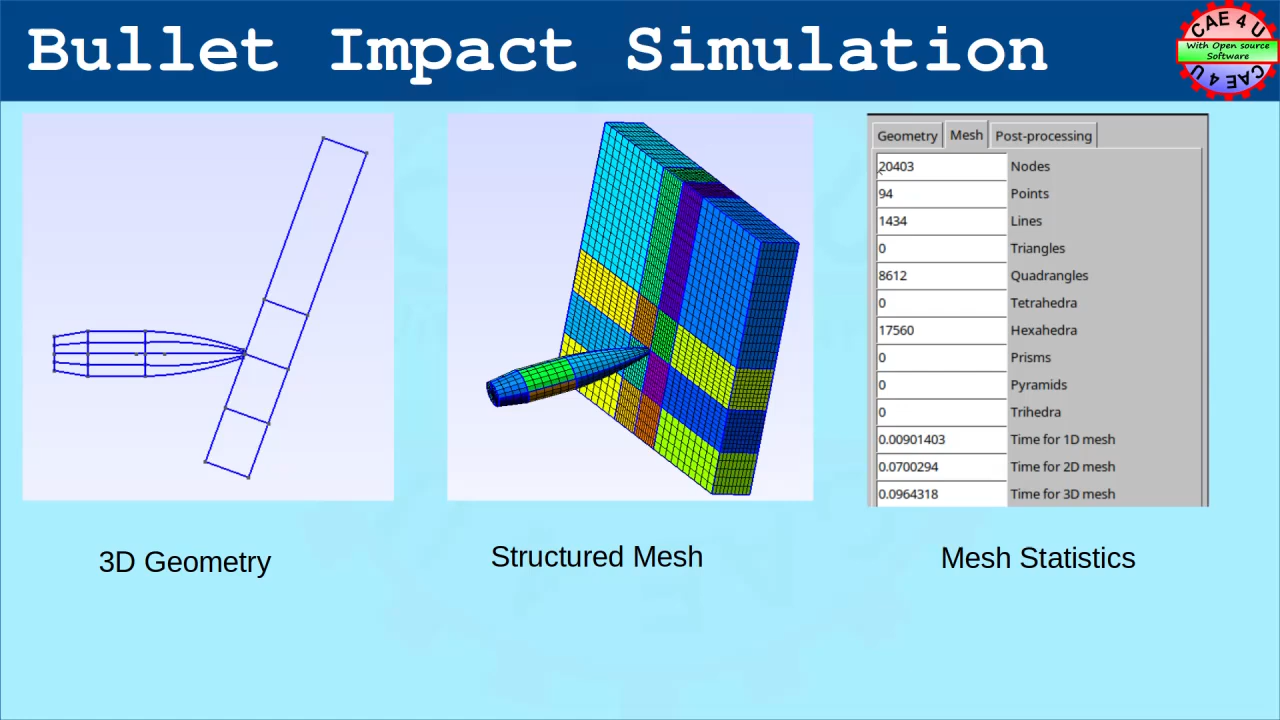 Bullet Impact Simulation
CAE 4 U
With Open source
Software
CAE 4 U
Geometry Mesh Post-processing
20403 Nodes
94 Points
1434 Lines
0 Triangles
8612 Quadrangles
0 Tetrahedra
17560 Hexahedra
0 Prisms
0 Pyramids
0 Trihedra
0.00901403 Time for 1D mesh
0.0700294 Time for 2D mesh
0.0964318 Time for 3D mesh
3D Geometry
Structured Mesh
Mesh Statistics